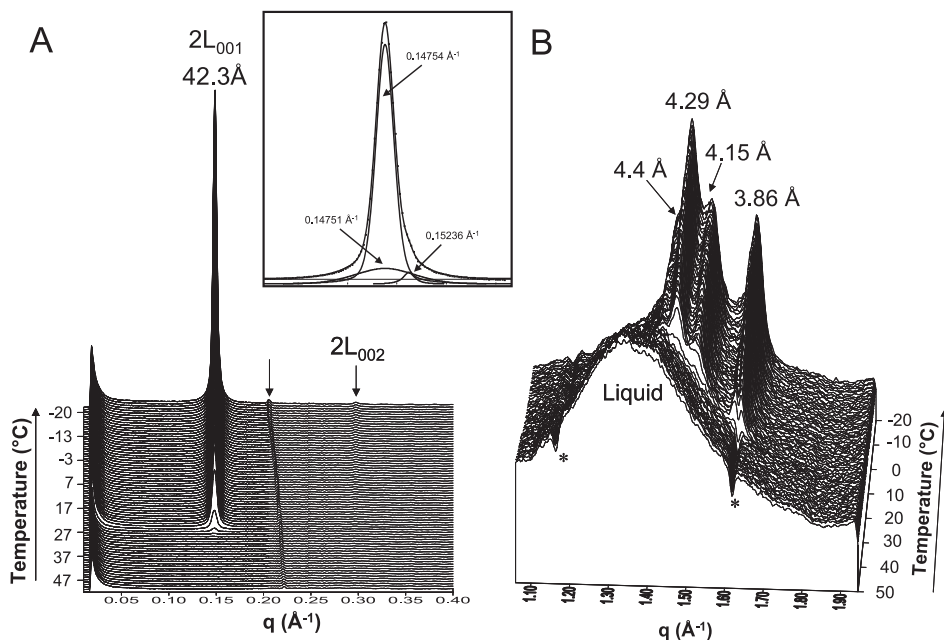 A
2L001
42.3Å
0.14754 Å-1
0.14751 Å-1
0.15236 Å-1
2L002
Temperature (°C)
-20
-13
-3
7
17
27
37
47
0.05
0.10
0.15
0.20
0.25
0.30
0.35
0.40
q (Å-1)
B
4.29 Å
4.4 Å
4.15 Å
3.86 Å
Liquid
*
*
-20
-10
0
10
20
30
40
50
Temperature (°C)
1.10
1.20
1.30
1.40
1.50
1.60
1.70
1.80
1.90
q (Å-1)